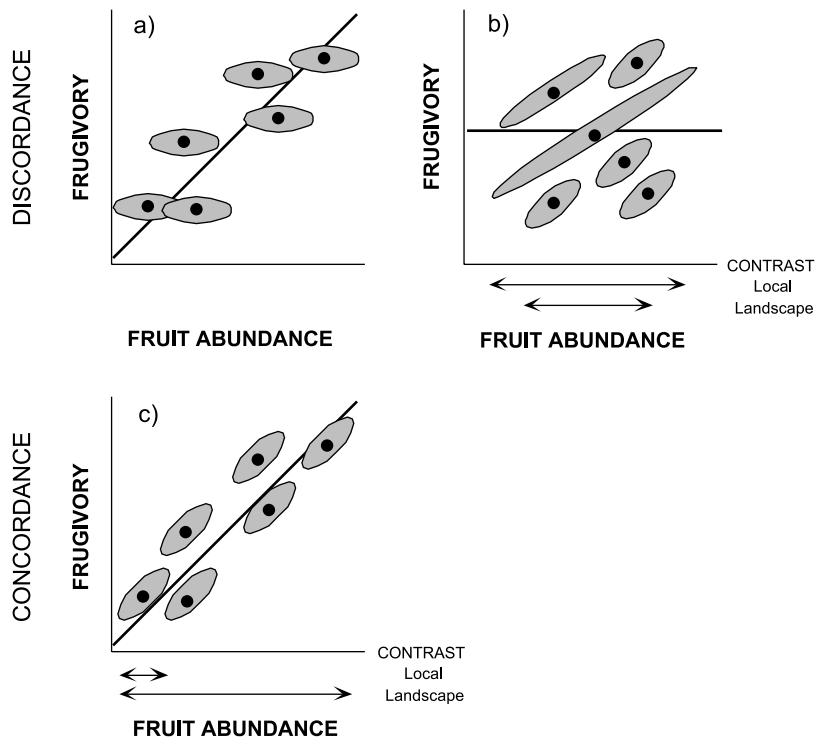 DISCORDANCE
FRUGIVORY
a)
FRUIT ABUNDANCE
FRUGIVORY
b)
CONTRAST
Local
Landscape
FRUIT ABUNDANCE
CONCORDANCE
FRUGIVORY
c)
CONTRAST
Local
Landscape
FRUIT ABUNDANCE